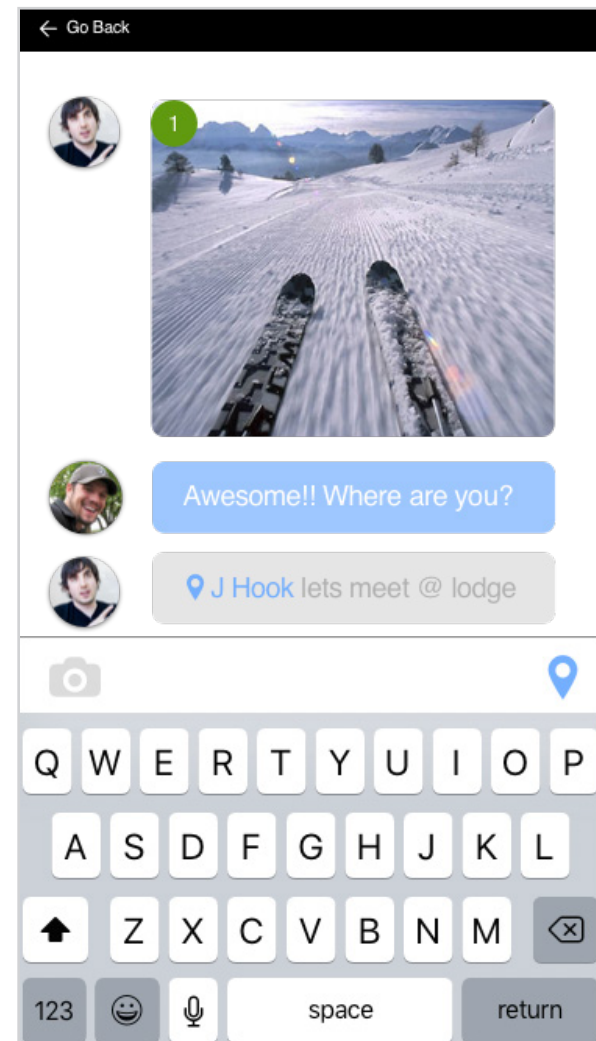 Go Back
1
Awesome!! Where are you?
J Hook lets meet @ lodge
Q W E R T Y U I O P
A S D F G H J K L
Z X C V B N M
123 space return